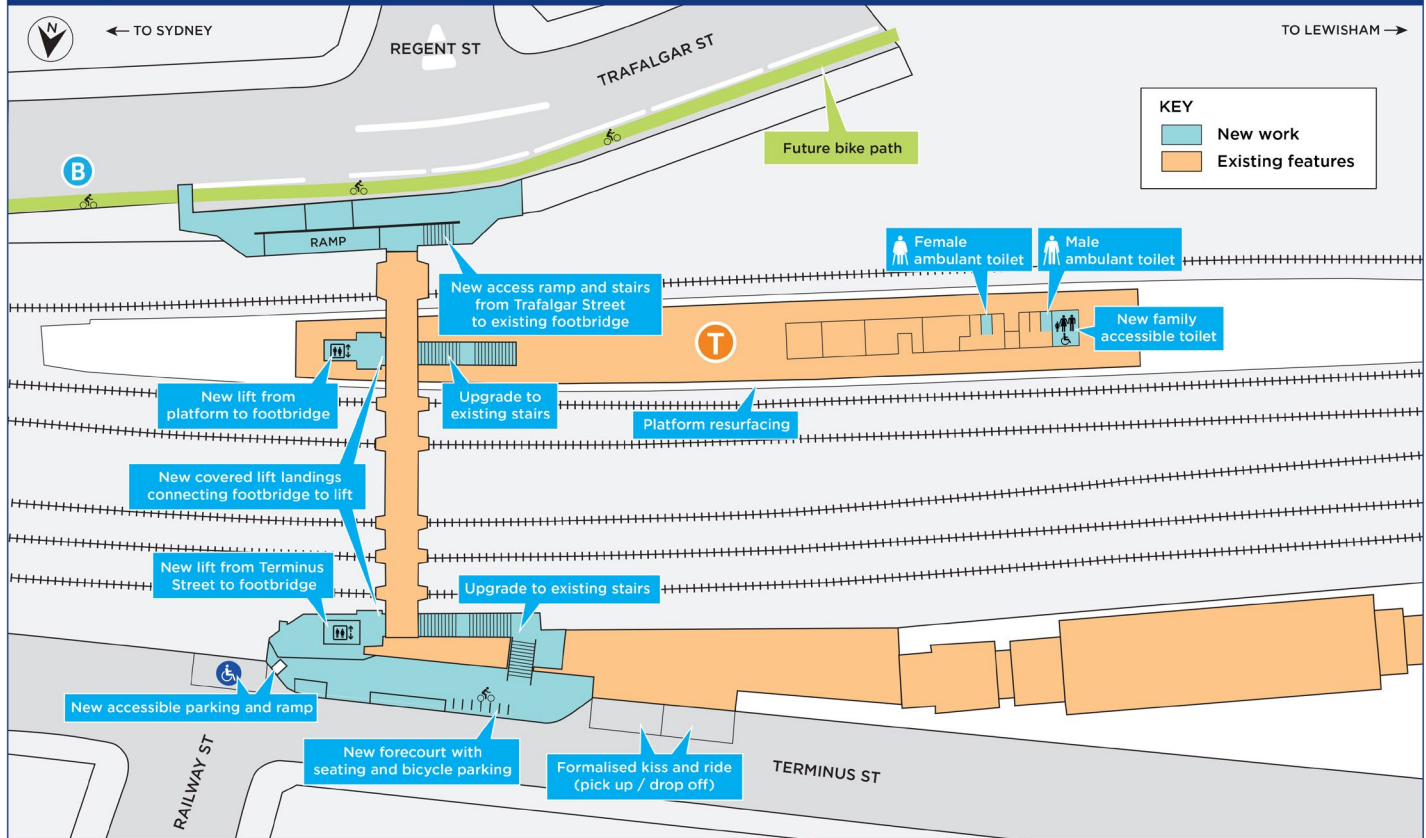 N
← TO SYDNEY
TO LEWISHAM →
REGENT ST
TRAFALGAR ST
KEY
New work
Existing features
Future bike path
B
RAMP
Female
ambulant toilet
Male
ambulant toilet
New access ramp and stairs
from Trafalgar Street
to existing footbridge
T
New family
accessible toilet
New lift from
platform to footbridge
Upgrade to
existing stairs
Platform resurfacing
New covered lift landings
connecting footbridge to lift
New lift from Terminus
Street to footbridge
Upgrade to existing stairs
New accessible parking and ramp
New forecourt with
seating and bicycle parking
Formalised kiss and ride
(pick up / drop off)
TERMINUS ST
RAILWAY ST